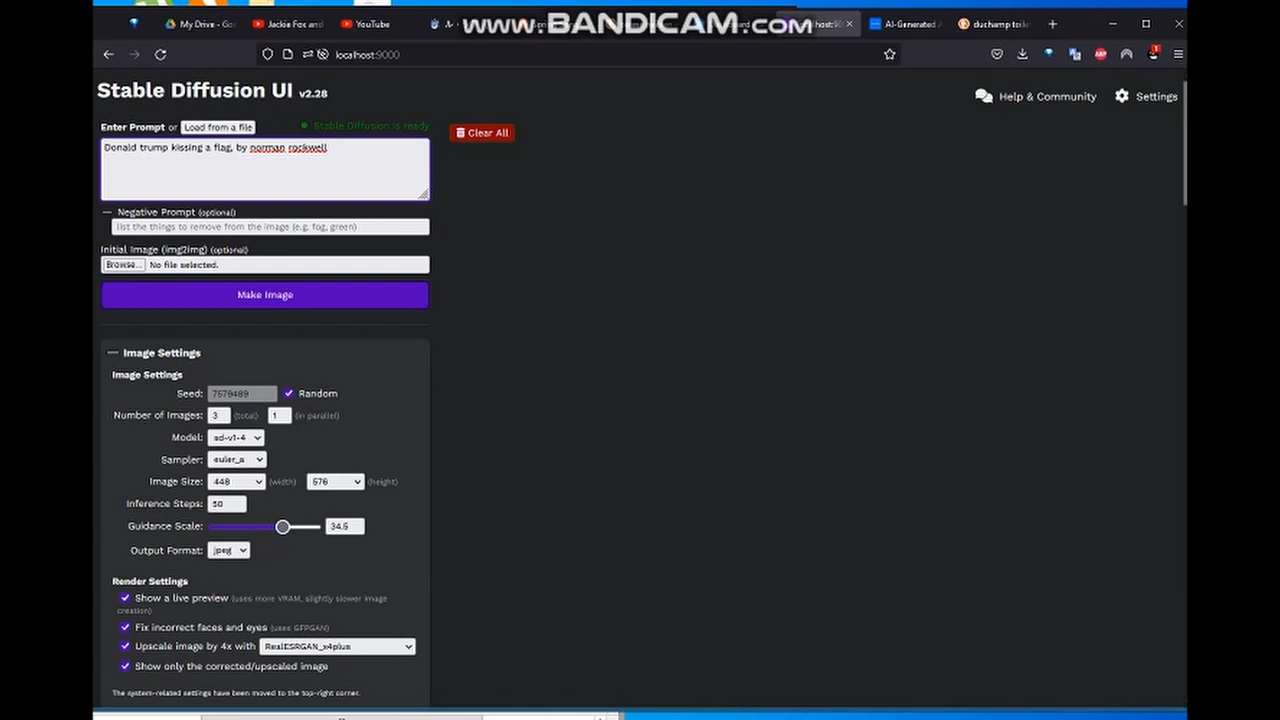 www.BANDICAM.com
My Drive - Go
Jackie Fox and
YouTube
AI-Generated A
duchamp toile
localhost:9000
Stable Diffusion UI v2.28
Help & Community
Settings
Enter Prompt or Load from a file
Stable Diffusion is ready
Clear All
Donald trump kissing a flag, by norman rockwell
Negative Prompt (optional)
list the things to remove from the image (e.g. fog, green)
Initial Image (img2img) (optional)
Browse... No file selected.
Make Image
Image Settings
Image Settings
Seed: 7579489 Random
Number of Images: 3 (total) 1 (in parallel)
Model: sd-v1-4
Sampler: euler_a
Image Size: 448 (width) 576 (height)
Inference Steps: 50
Guidance Scale: 34.5
Output Format: jpeg
Render Settings
Show a live preview (uses more VRAM, slightly slower image
creation)
Fix incorrect faces and eyes (uses GFPGAN)
Upscale image by 4x with RealESRGAN_x4plus
Show only the corrected/upscaled image
The system-related settings have been moved to the top-right corner.